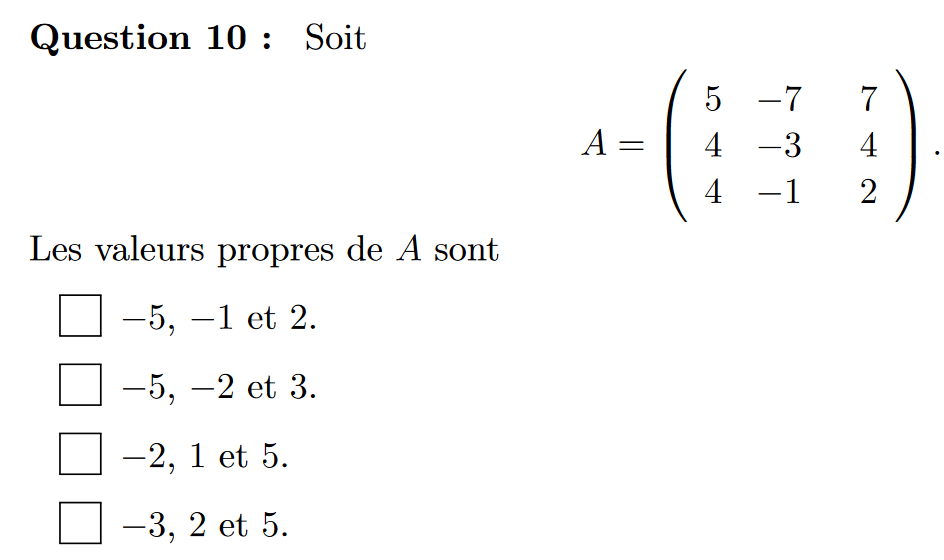 Question 10 : Soit
A = \begin{pmatrix} 5 & -7 & 7 \\ 4 & -3 & 4 \\ 4 & -1 & 2 \end{pmatrix}.
Les valeurs propres de A sont
−5, −1 et 2.
−5, −2 et 3.
−2, 1 et 5.
−3, 2 et 5.